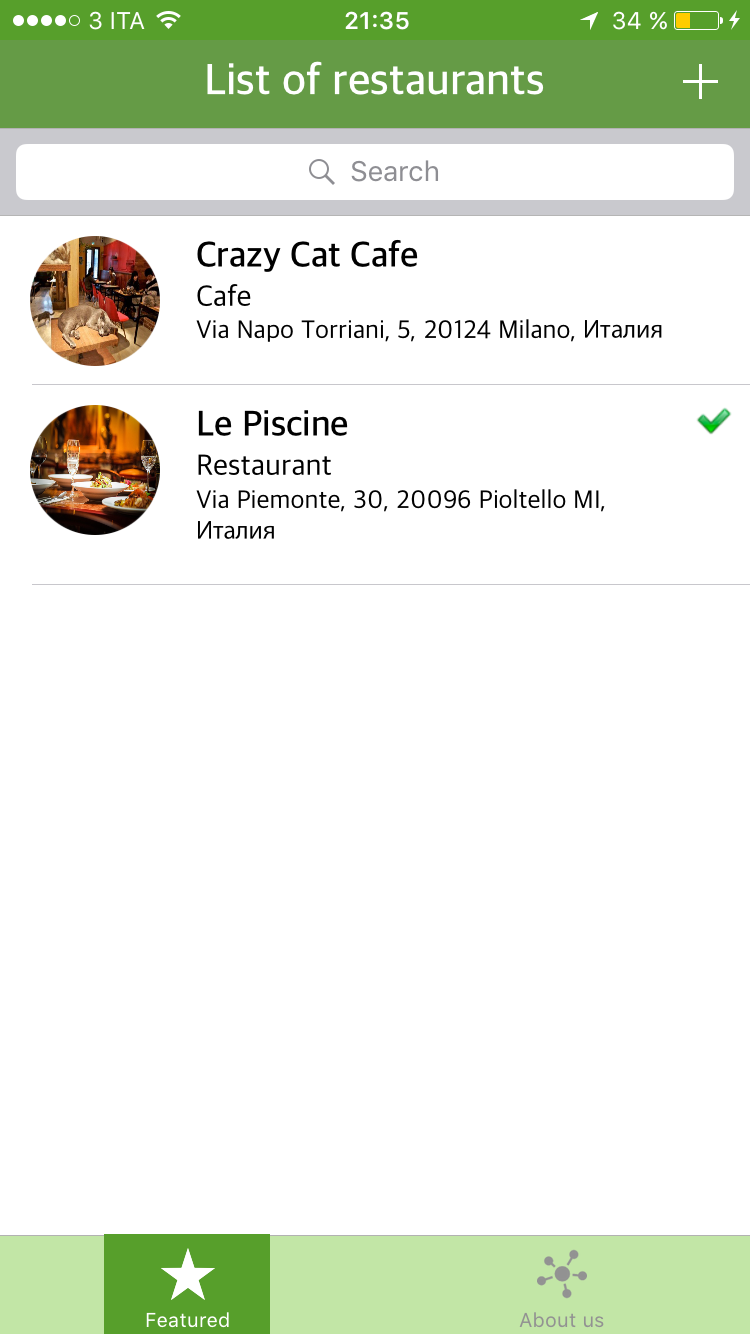 3 ITA 21:35 34 %
List of restaurants
Search
Crazy Cat Cafe
Cafe
Via Napo Torriani, 5, 20124 Milano, Италия
Le Piscine
Restaurant
Via Piemonte, 30, 20096 Pioltello MI,
Италия
Featured
About us